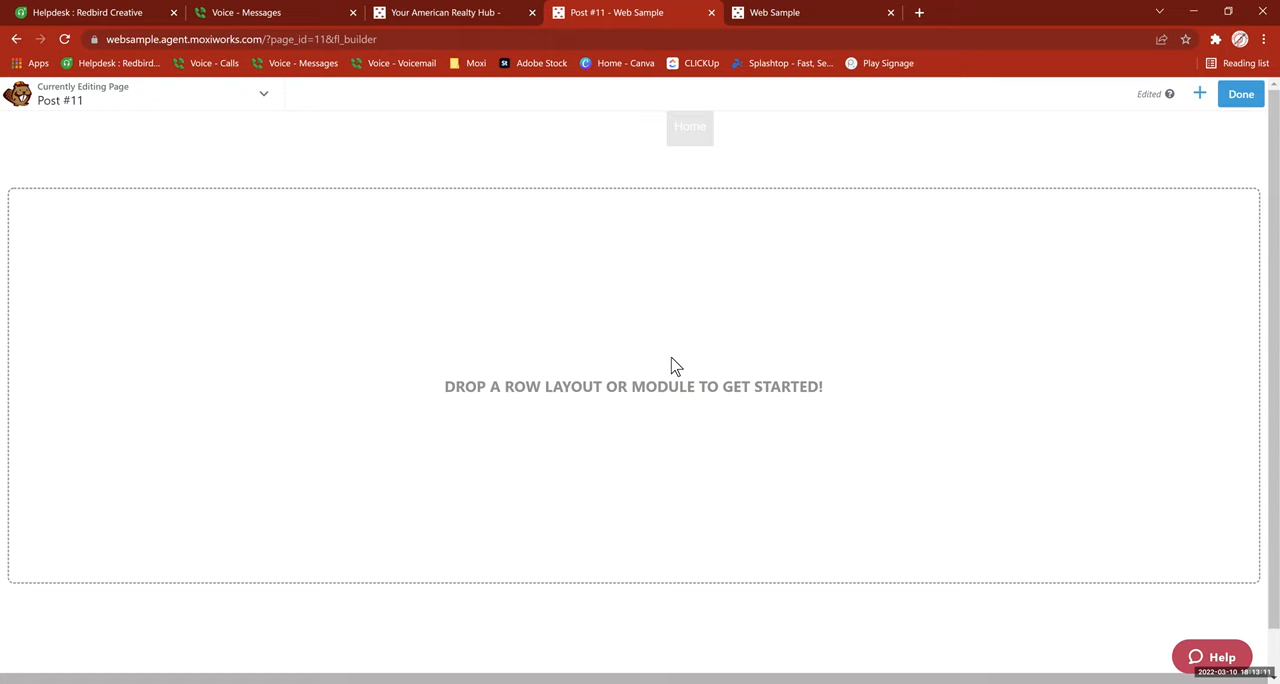 Helpdesk : Redbird Creative
Voice - Messages
Your American Realty Hub -
Post #11 - Web Sample
Web Sample
websample.agent.moxiworks.com/?page_id=11&fl_builder
Apps
Helpdesk : Redbird...
Voice - Calls
Voice - Messages
Voice - Voicemail
Moxi
St
Adobe Stock
Home - Canva
CLICKUp
Splashtop - Fast, Se...
Play Signage
Reading list
Currently Editing Page
Post #11
Edited
Done
Home
DROP A ROW LAYOUT OR MODULE TO GET STARTED!
Help
2022-03-10 16:13:11